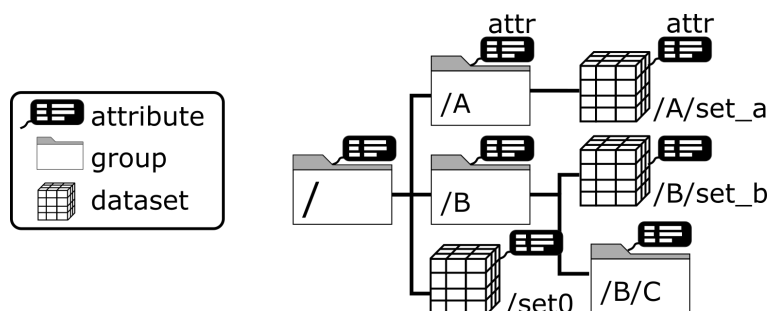 attribute
group
dataset
attr
attr
/A
/A/set_a
/
/B
/B/set_b
/set0
/B/C